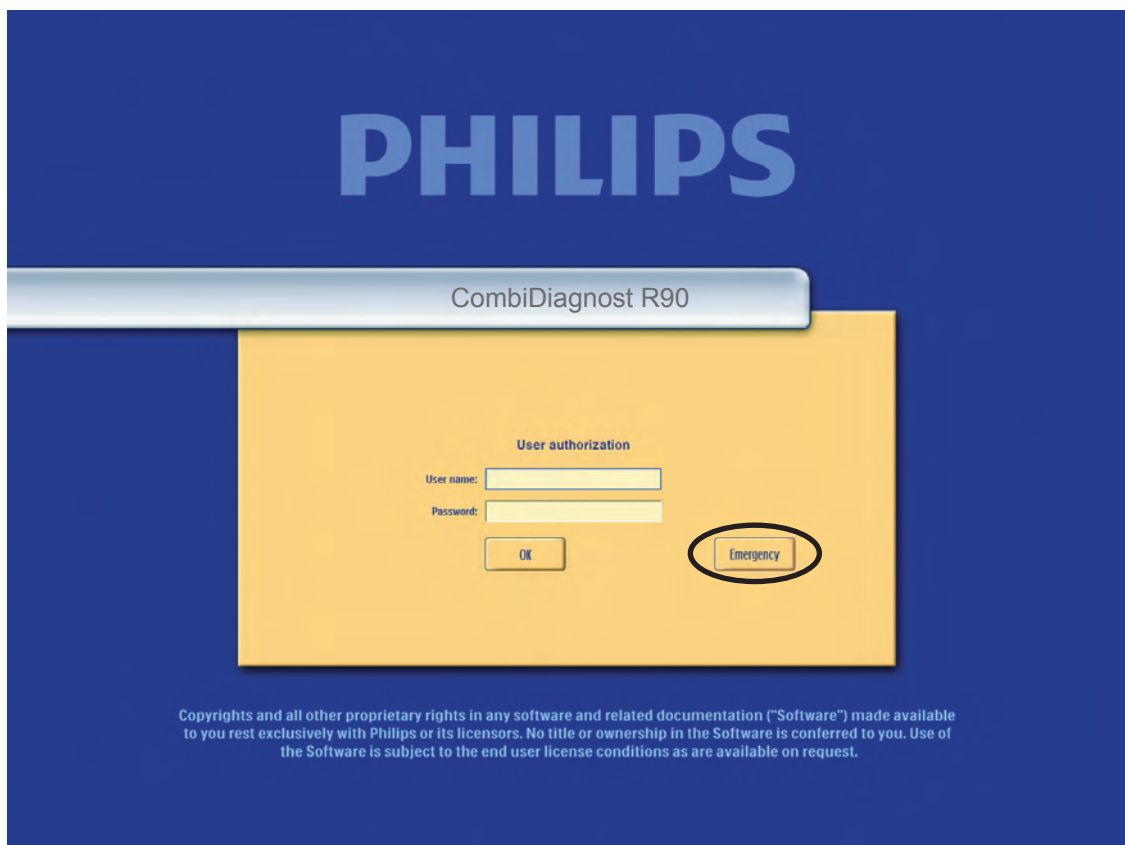 PHILIPS
CombiDiagnost R90
User authorization
User name:
Password:
OK
Emergency
Copyrights and all other proprietary rights in any software and related documentation ("Software") made available
to you rest exclusively with Philips or its licensors. No title or ownership in the Software is conferred to you. Use of
the Software is subject to the end user license conditions as are available on request.